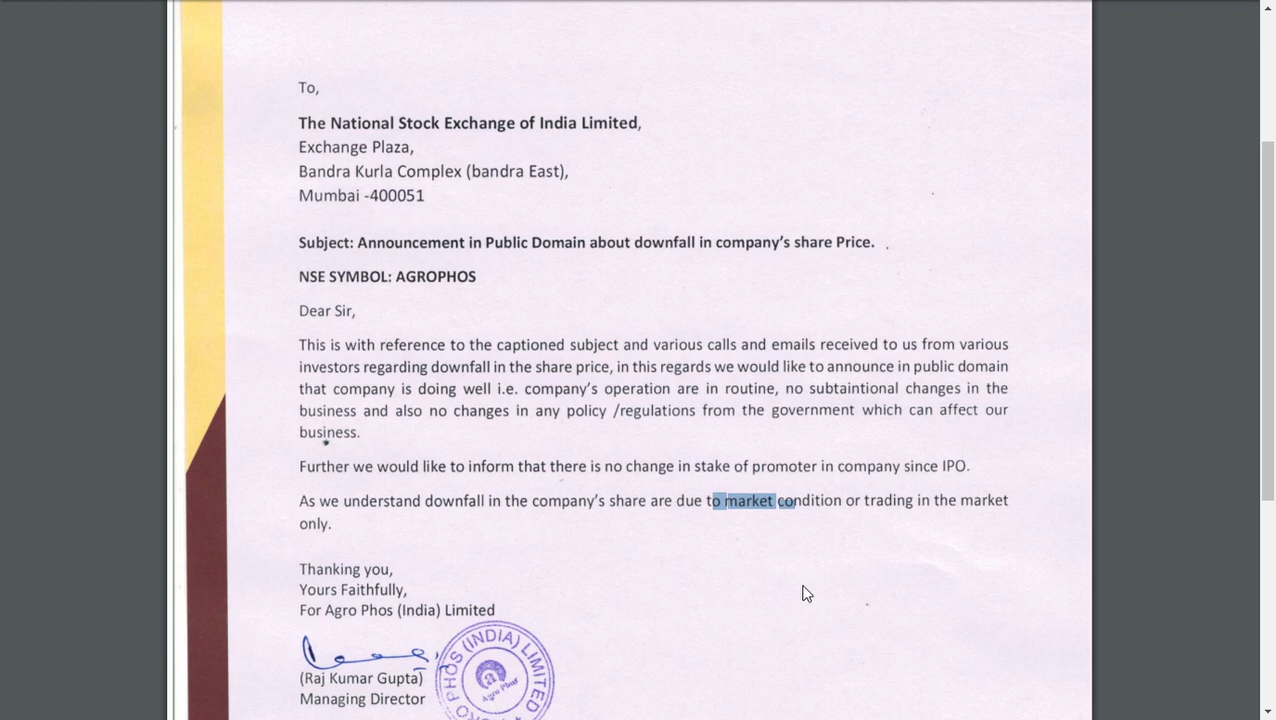 To,
The National Stock Exchange of India Limited,
Exchange Plaza,
Bandra Kurla Complex (bandra East),
Mumbai -400051
Subject: Announcement in Public Domain about downfall in company's share Price.
NSE SYMBOL: AGROPHOS
Dear Sir,
This is with reference to the captioned subject and various calls and emails received to us from various
investors regarding downfall in the share price, in this regards we would like to announce in public domain
that company is doing well i.e. company's operation are in routine, no subtaintional changes in the
business and also no changes in any policy /regulations from the government which can affect our
business.
Further we would like to inform that there is no change in stake of promoter in company since IPO.
As we understand downfall in the company's share are due to market condition or trading in the market
only.
Thanking you,
Yours Faithfully,
For Agro Phos (India) Limited
(Raj Kumar Gupta)
Managing Director
PHOS (INDIA) LIMITED
Agro Phos